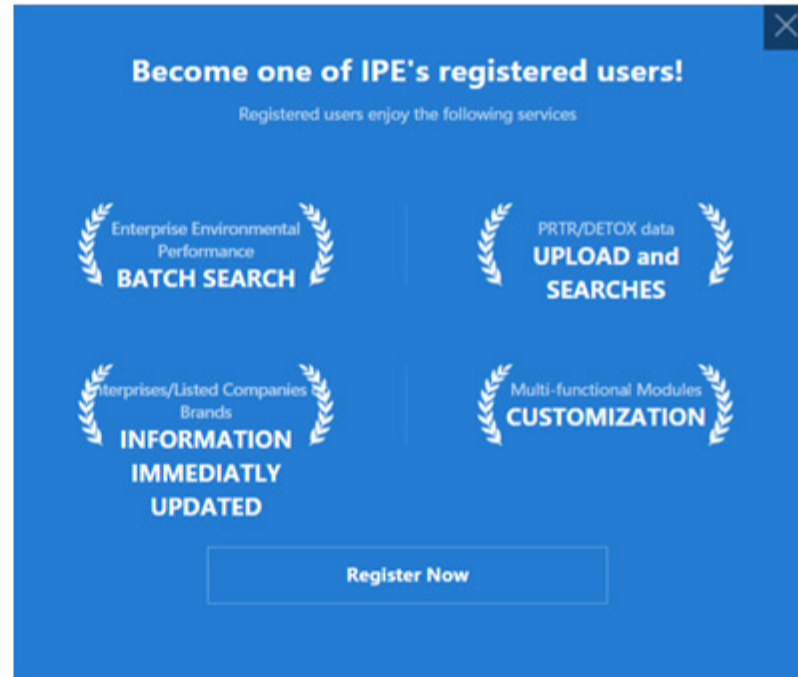 Become one of IPE's registered users!
Registered users enjoy the following services
Enterprise Environmental
Performance
BATCH SEARCH
PRTR/DETOX data
UPLOAD and
SEARCHES
Enterprises/Listed Companies
Brands
INFORMATION
IMMEDIATLY
UPDATED
Multi-functional Modules
CUSTOMIZATION
Register Now